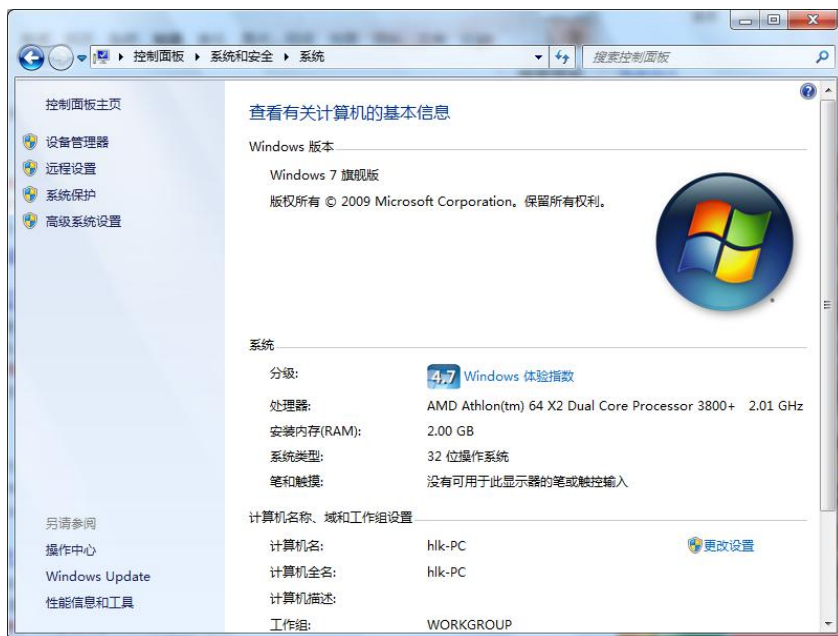 控制面板 系统和安全 系统 搜索控制面板
控制面板主页
设备管理器
远程设置
系统保护
高级系统设置
查看有关计算机的基本信息
Windows 版本
Windows 7 旗舰版
版权所有 © 2009 Microsoft Corporation。保留所有权利。
系统
分级: 4.7 Windows 体验指数
处理器: AMD Athlon(tm) 64 X2 Dual Core Processor 3800+ 2.01 GHz
安装内存(RAM): 2.00 GB
系统类型: 32 位操作系统
笔和触摸: 没有可用于此显示器的笔或触控输入
计算机名称、域和工作组设置
计算机名: hlk-PC 更改设置
计算机全名: hlk-PC
计算机描述:
工作组: WORKGROUP
另请参阅
操作中心
Windows Update
性能信息和工具